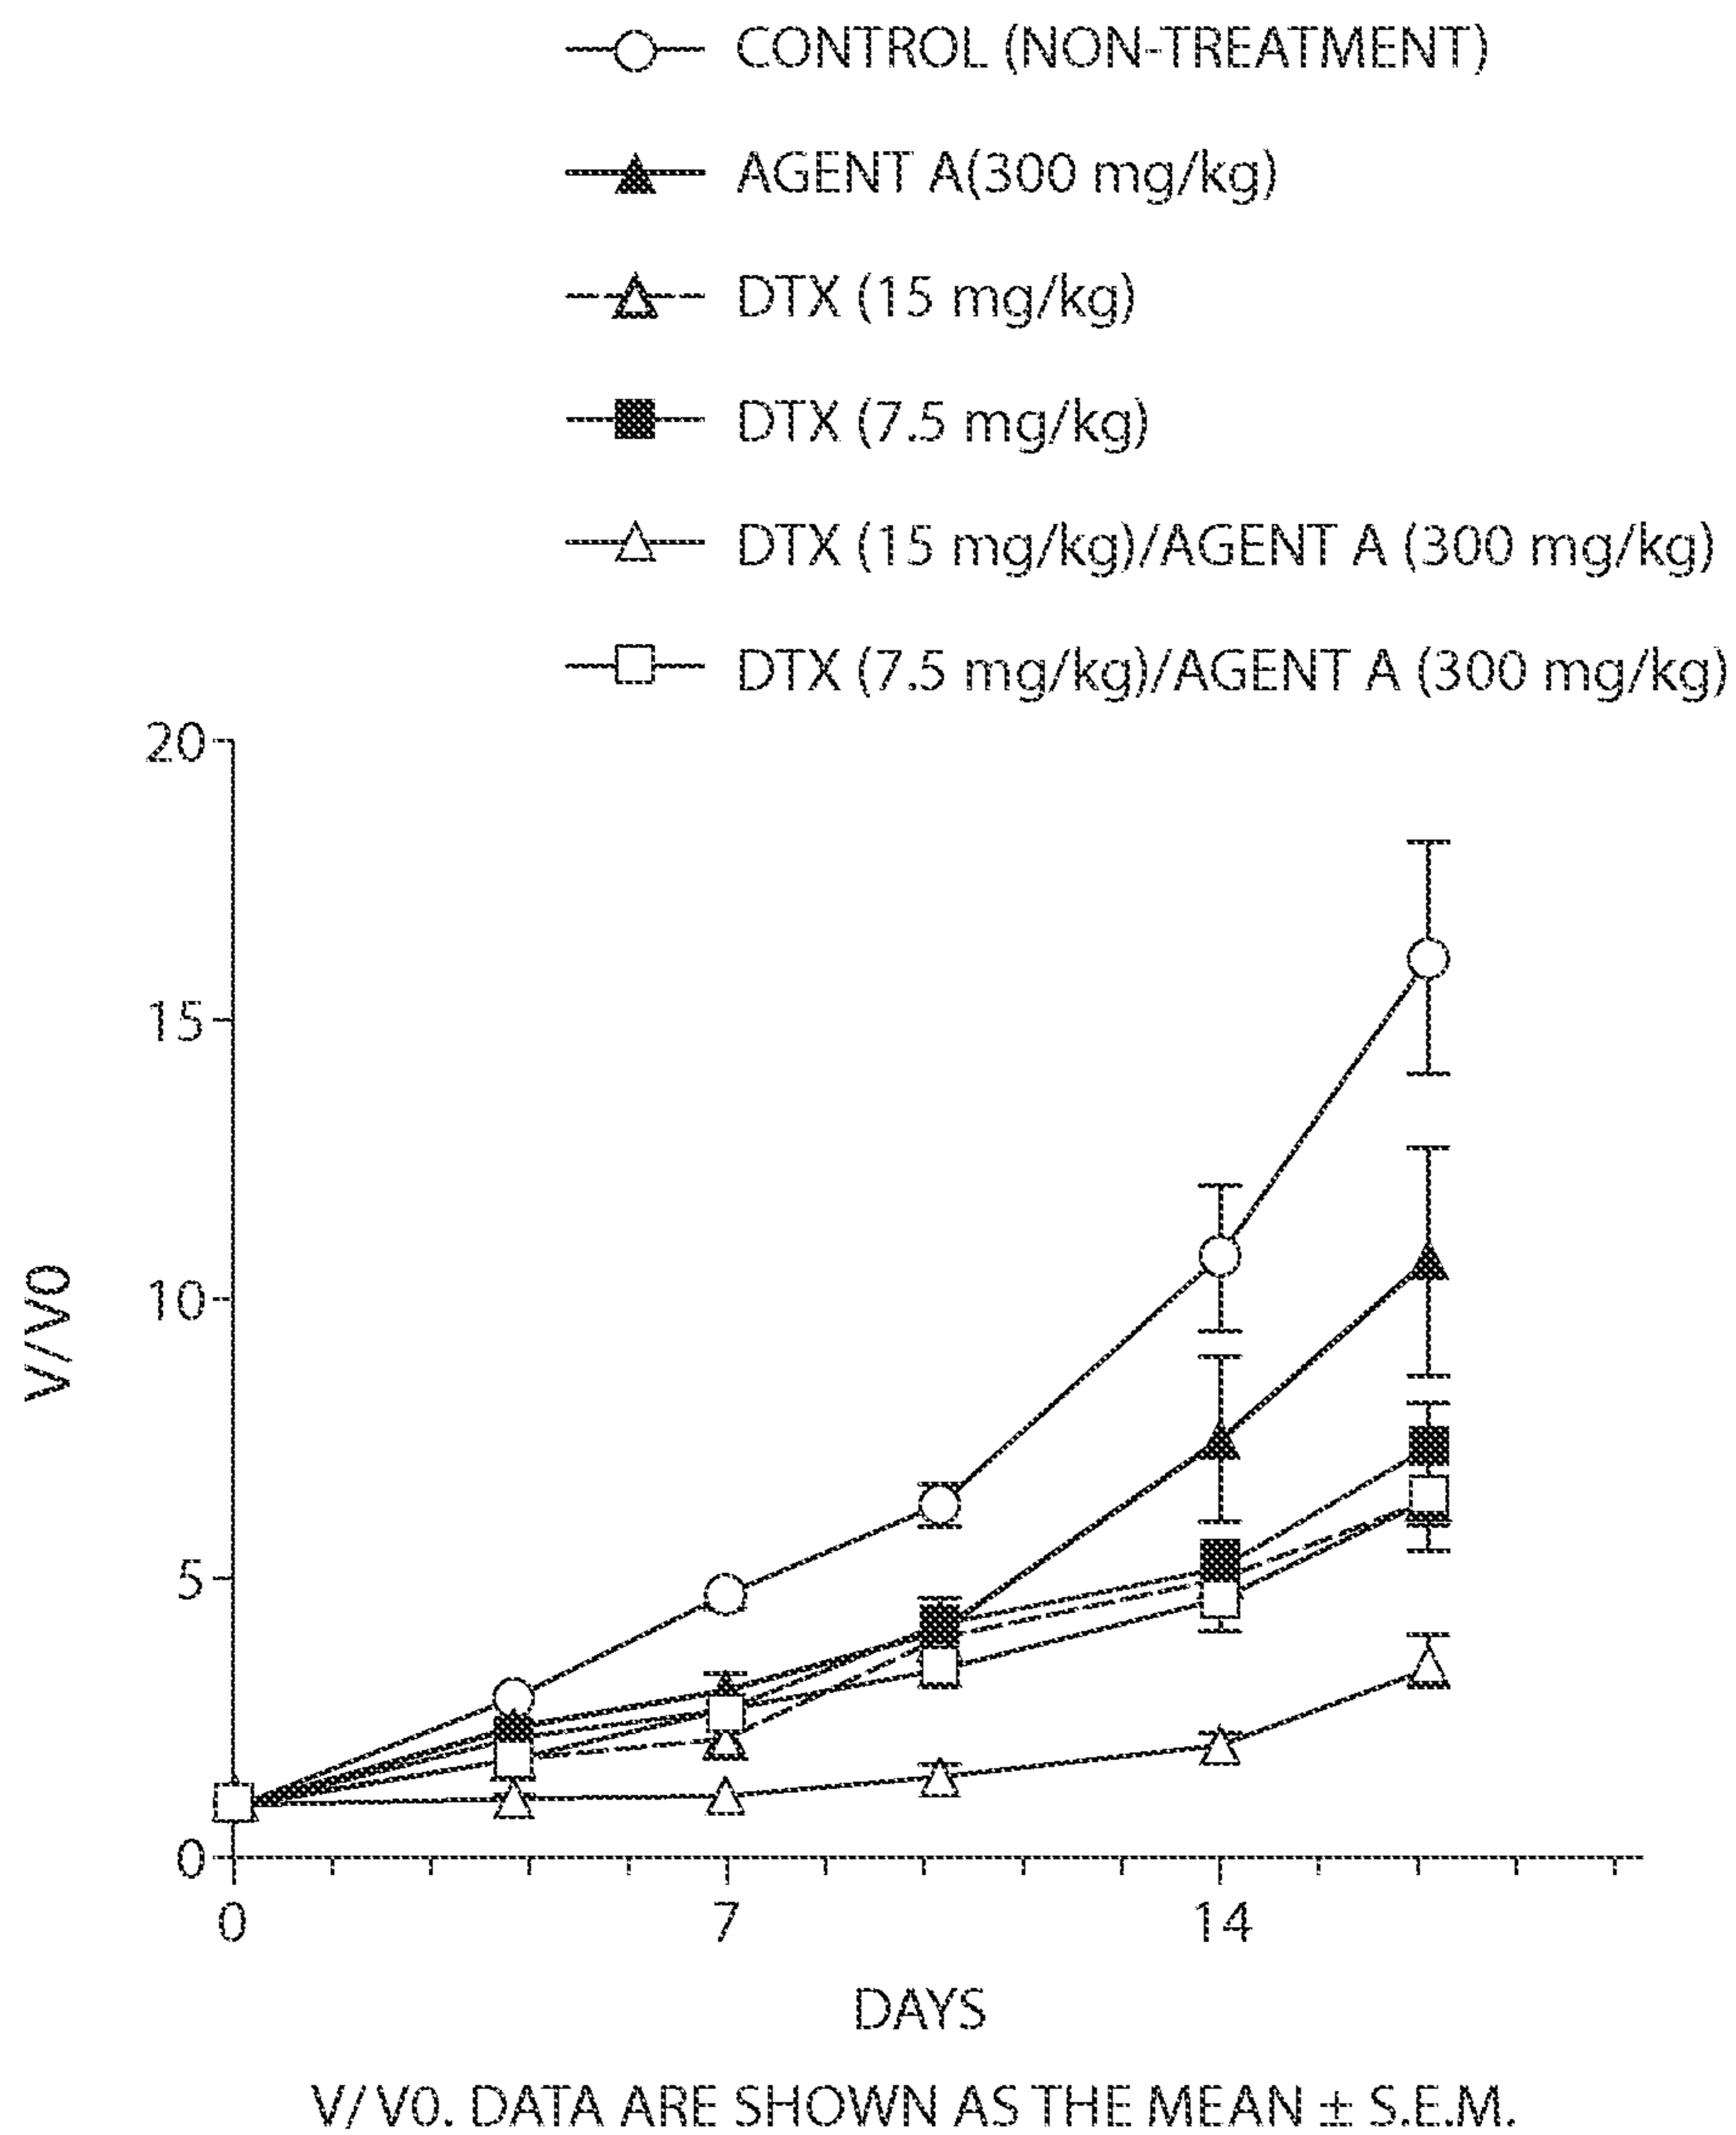 CONTROL (NON-TREATMENT)
AGENT A(300 mg/kg)
DTX (15 mg/kg)
DTX (7.5 mg/kg)
DTX (15 mg/kg)/AGENT A (300 mg/kg)
DTX (7.5 mg/kg)/AGENT A (300 mg/kg)
20
15
10
5
0
V/V0
0 7 14
DAYS
V/V0. DATA ARE SHOWN AS THE MEAN ± S.E.M.